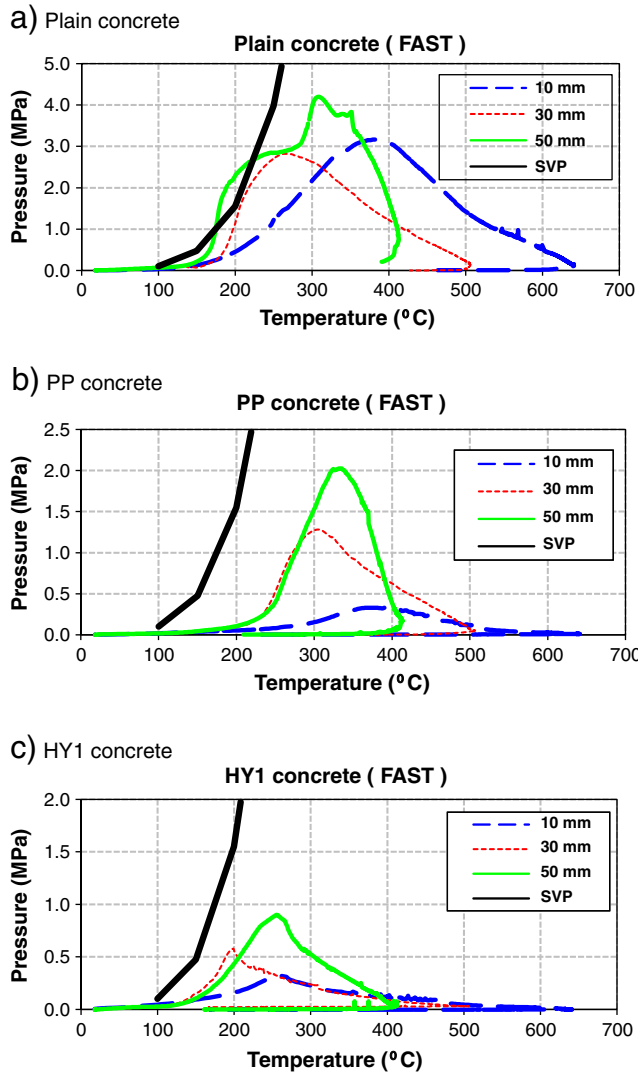 a) Plain concrete
Plain concrete ( FAST )
Pressure (MPa)
5.0
4.0
3.0
2.0
1.0
0.0
10 mm
30 mm
50 mm
SVP
100 200 300 400 500 600 700
Temperature (⁰ C)
b) PP concrete
PP concrete ( FAST )
Pressure (MPa)
2.5
2.0
1.5
1.0
0.5
0.0
10 mm
30 mm
50 mm
SVP
0 100 200 300 400 500 600 700
Temperature (⁰ C)
c) HY1 concrete
HY1 concrete ( FAST )
Pressure (MPa)
2.0
1.5
1.0
0.5
0.0
10 mm
30 mm
50 mm
SVP
0 100 200 300 400 500 600 700
Temperature (⁰ C)